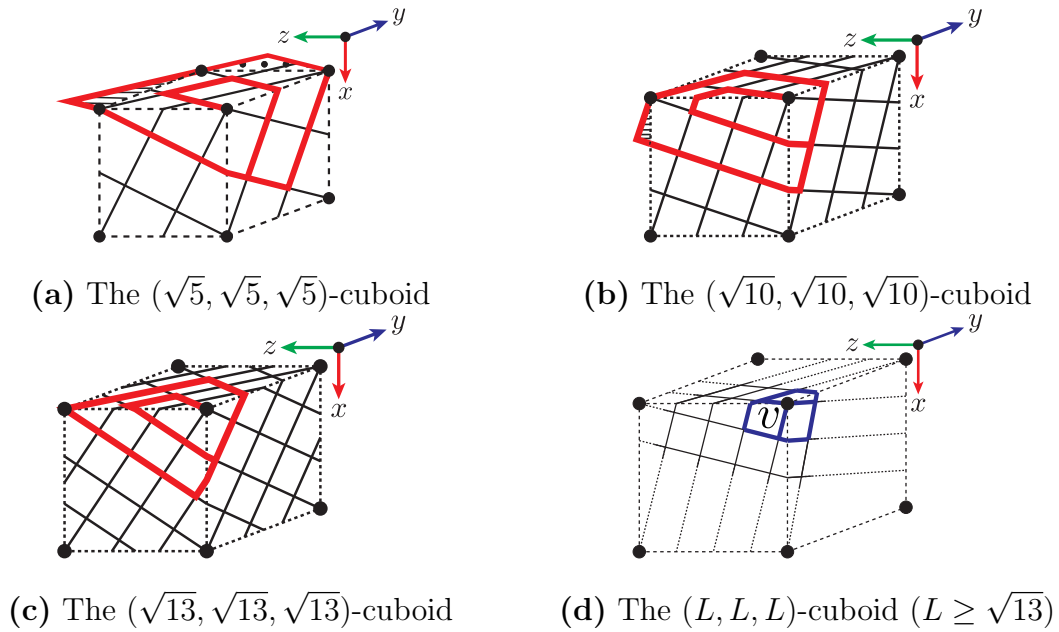 z y
x
z y
x
(a) The (√5, √5, √5)-cuboid
(b) The (√10, √10, √10)-cuboid
z y
x
z y
x
v
(c) The (√13, √13, √13)-cuboid
(d) The (L, L, L)-cuboid (L ≥ √13)